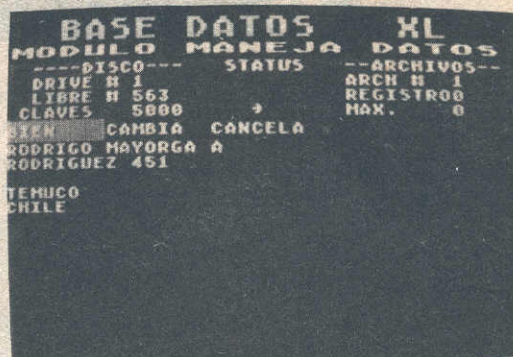 BASE DATOS XL
MODULO MANEJA DATOS
----DISCO--- STATUS --ARCHIVOS--
DRIVE # 1 ARCH # 1
LIBRE # 563 REGISTRO0
CLAVES 5000 → MAX. 0
BIEN CAMBIA CANCELA
RODRIGO MAYORGA A
RODRIGUEZ 451
TEMUCO
CHILE